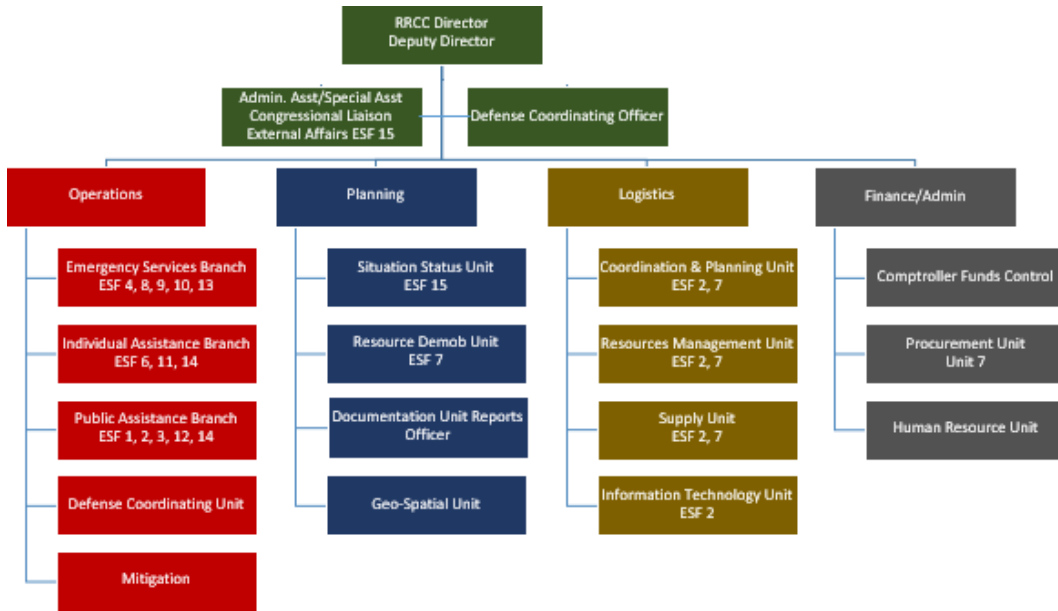 RRCC Director
Deputy Director
Admin. Asst/Special Asst
Congressional Liaison
External Affairs ESF 15
Defense Coordinating Officer
Operations
Planning
Logistics
Finance/Admin
Emergency Services Branch
ESF 4, 8, 9, 10, 13
Situation Status Unit
ESF 15
Coordination & Planning Unit
ESF 2, 7
Comptroller Funds Control
Individual Assistance Branch
ESF 6, 11, 14
Resource Demob Unit
ESF 7
Resources Management Unit
ESF 2, 7
Procurement Unit
Unit 7
Public Assistance Branch
ESF 1, 2, 3, 12, 14
Documentation Unit Reports
Officer
Supply Unit
ESF 2, 7
Human Resource Unit
Defense Coordinating Unit
Geo-Spatial Unit
Information Technology Unit
ESF 2
Mitigation